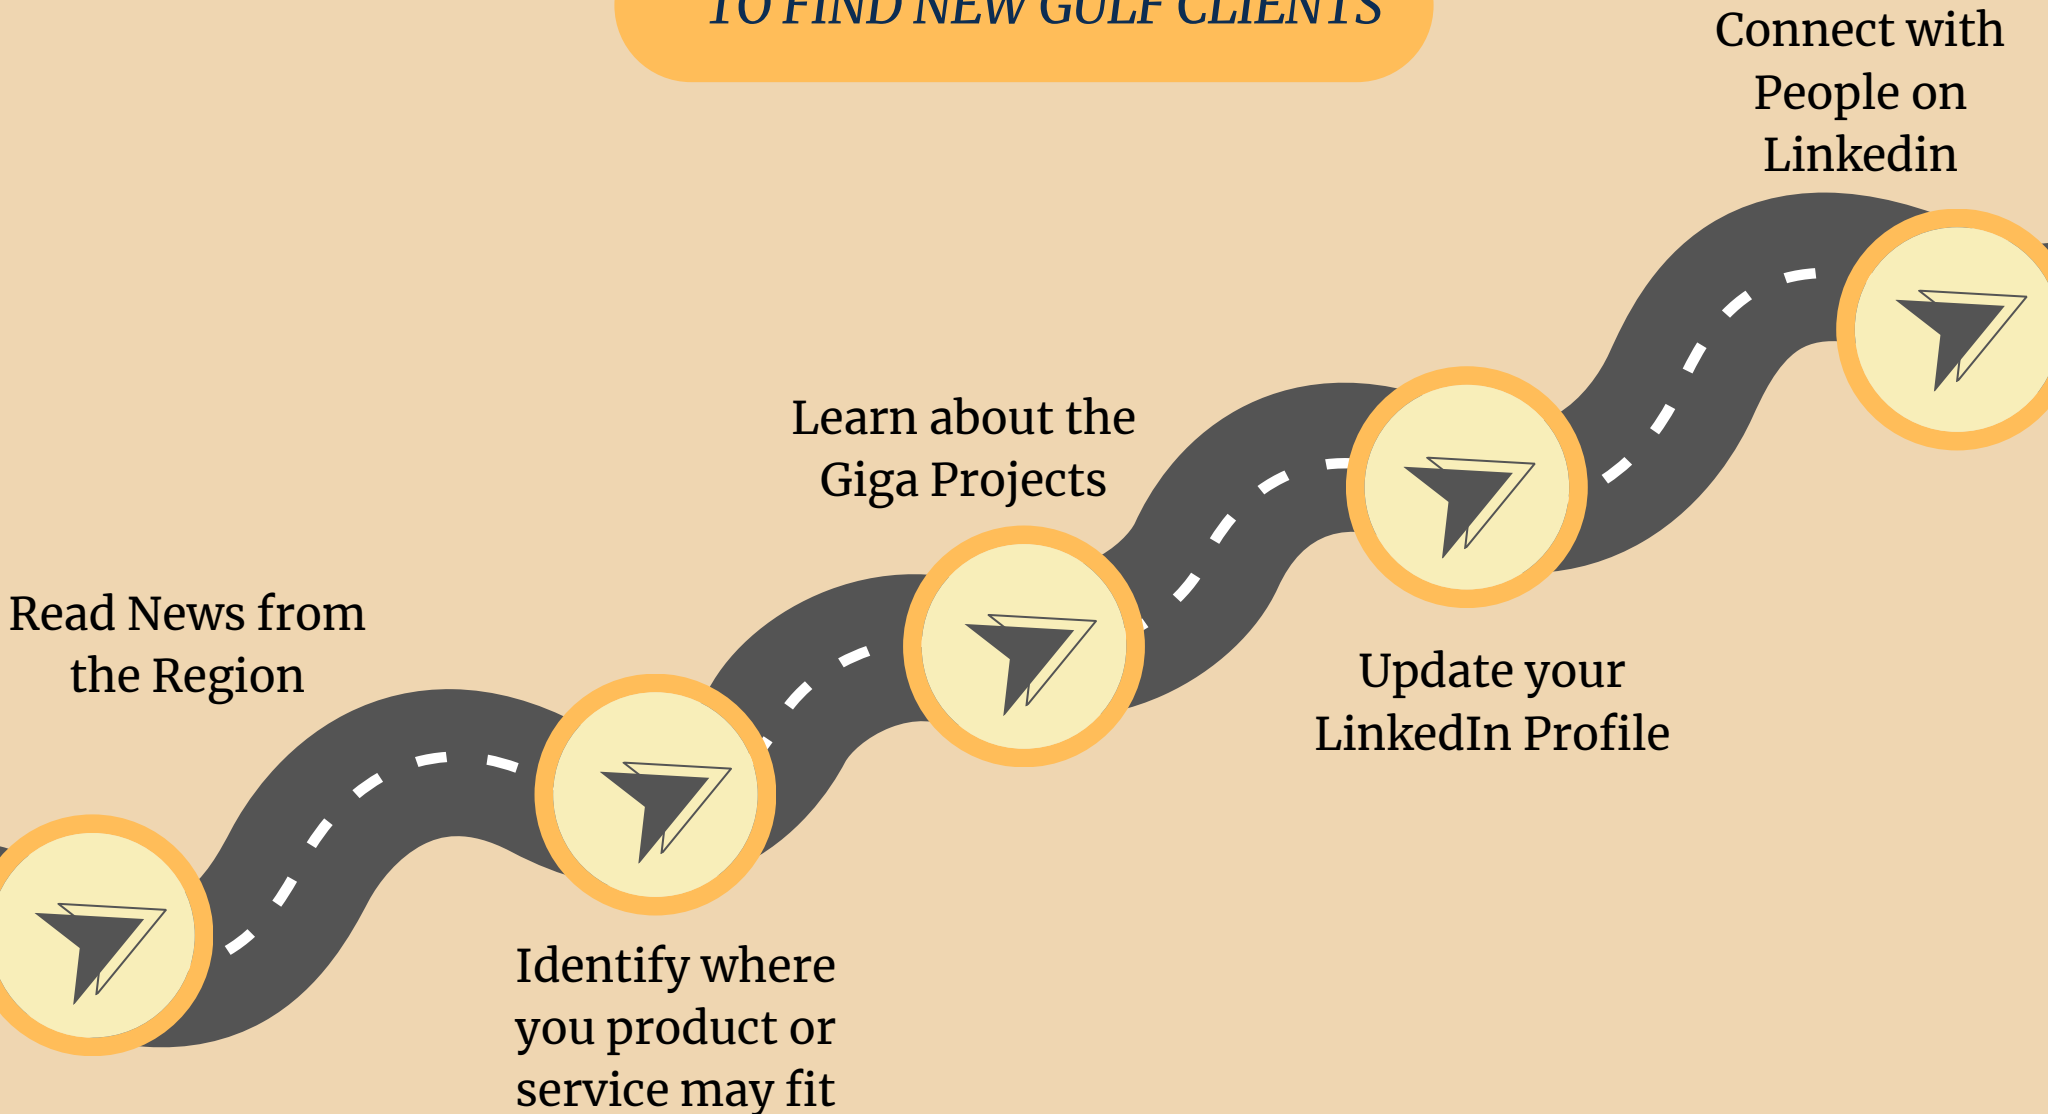 TO FIND NEW GULF CLIENTS
Connect with
People on
Linkedin
Learn about the
Giga Projects
Read News from
the Region
Update your
LinkedIn Profile
Identify where
you product or
service may fit